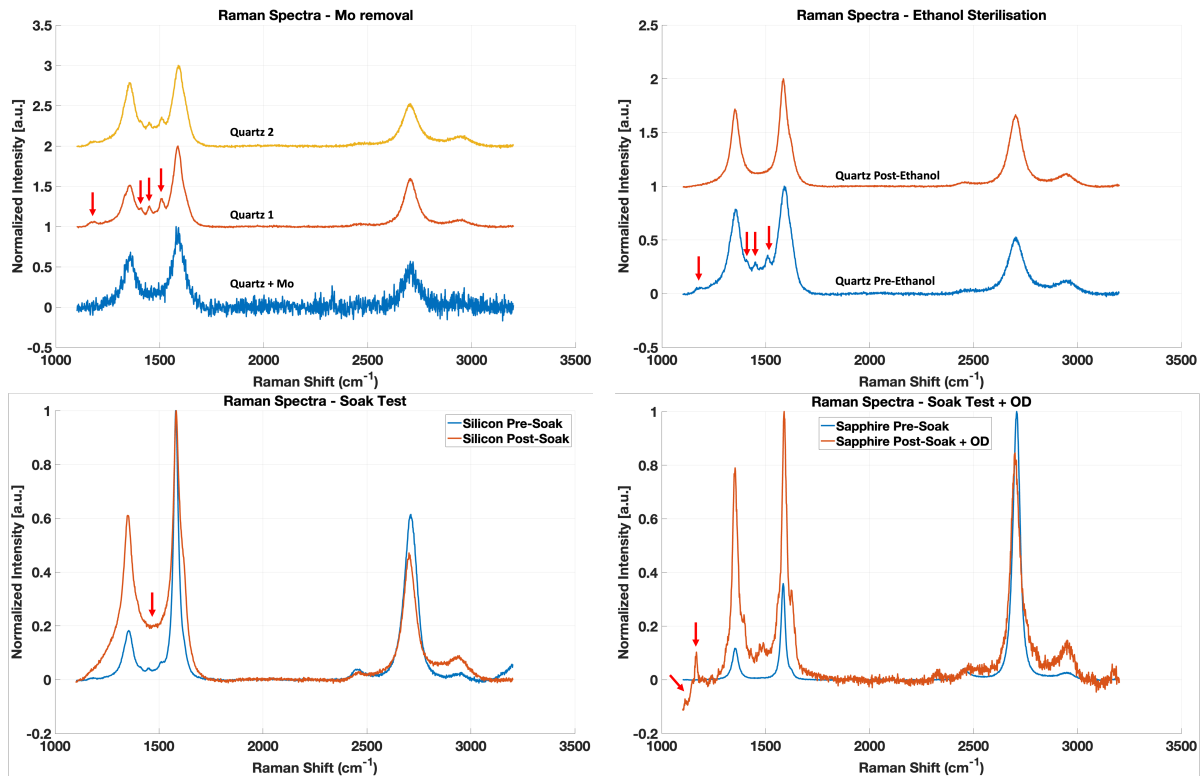 Raman Spectra - Mo removal
Normalized Intensity [a.u.]
3.5
3
2.5
2
1.5
1
0.5
0
-0.5
Quartz 2
Quartz 1
Quartz + Mo
1000 1500 2000 2500 3000 3500
Raman Shift (cm-1)
Raman Spectra - Ethanol Sterilisation
Normalized Intensity [a.u.]
2.5
2
1.5
1
0.5
0
-0.5
Quartz Post-Ethanol
Quartz Pre-Ethanol
1000 1500 2000 2500 3000 3500
Raman Shift (cm-1)
Raman Spectra - Soak Test
Normalized Intensity [a.u.]
1
0.8
0.6
0.4
0.2
0
-0.2
Silicon Pre-Soak
Silicon Post-Soak
1000 1500 2000 2500 3000 3500
Raman Shift (cm-1)
Raman Spectra - Soak Test + OD
Normalized Intensity [a.u.]
1
0.8
0.6
0.4
0.2
0
-0.2
Sapphire Pre-Soak
Sapphire Post-Soak + OD
1000 1500 2000 2500 3000 3500
Raman Shift (cm-1)